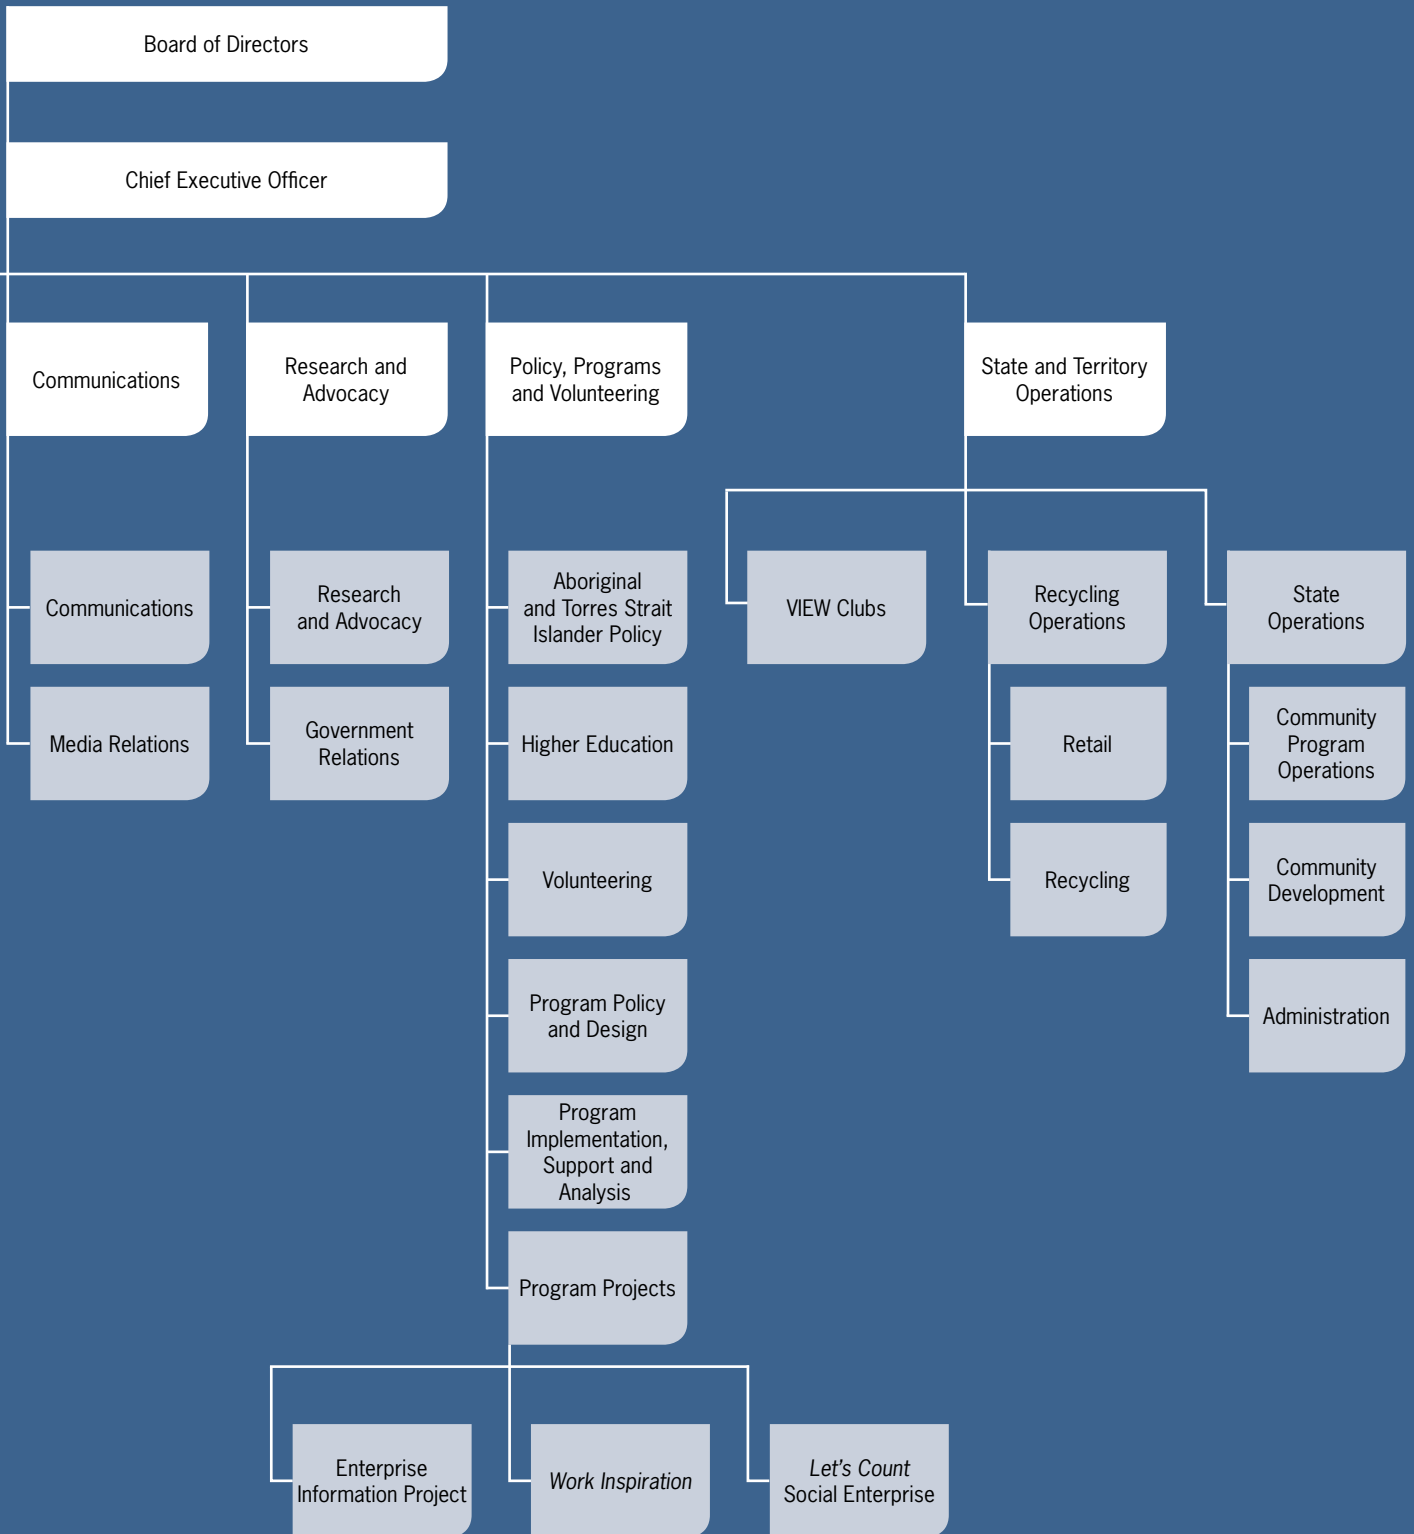 Board of Directors
Chief Executive Officer
Communications
Research and
Advocacy
Policy, Programs
and Volunteering
State and Territory
Operations
Communications
Media Relations
Research
and Advocacy
Government
Relations
Aboriginal
and Torres Strait
Islander Policy
Higher Education
Volunteering
Program Policy
and Design
Program
Implementation,
Support and
Analysis
Program Projects
Enterprise
Information Project
Work Inspiration
Let's Count
Social Enterprise
VIEW Clubs
Recycling
Operations
Retail
Recycling
State
Operations
Community
Program
Operations
Community
Development
Administration